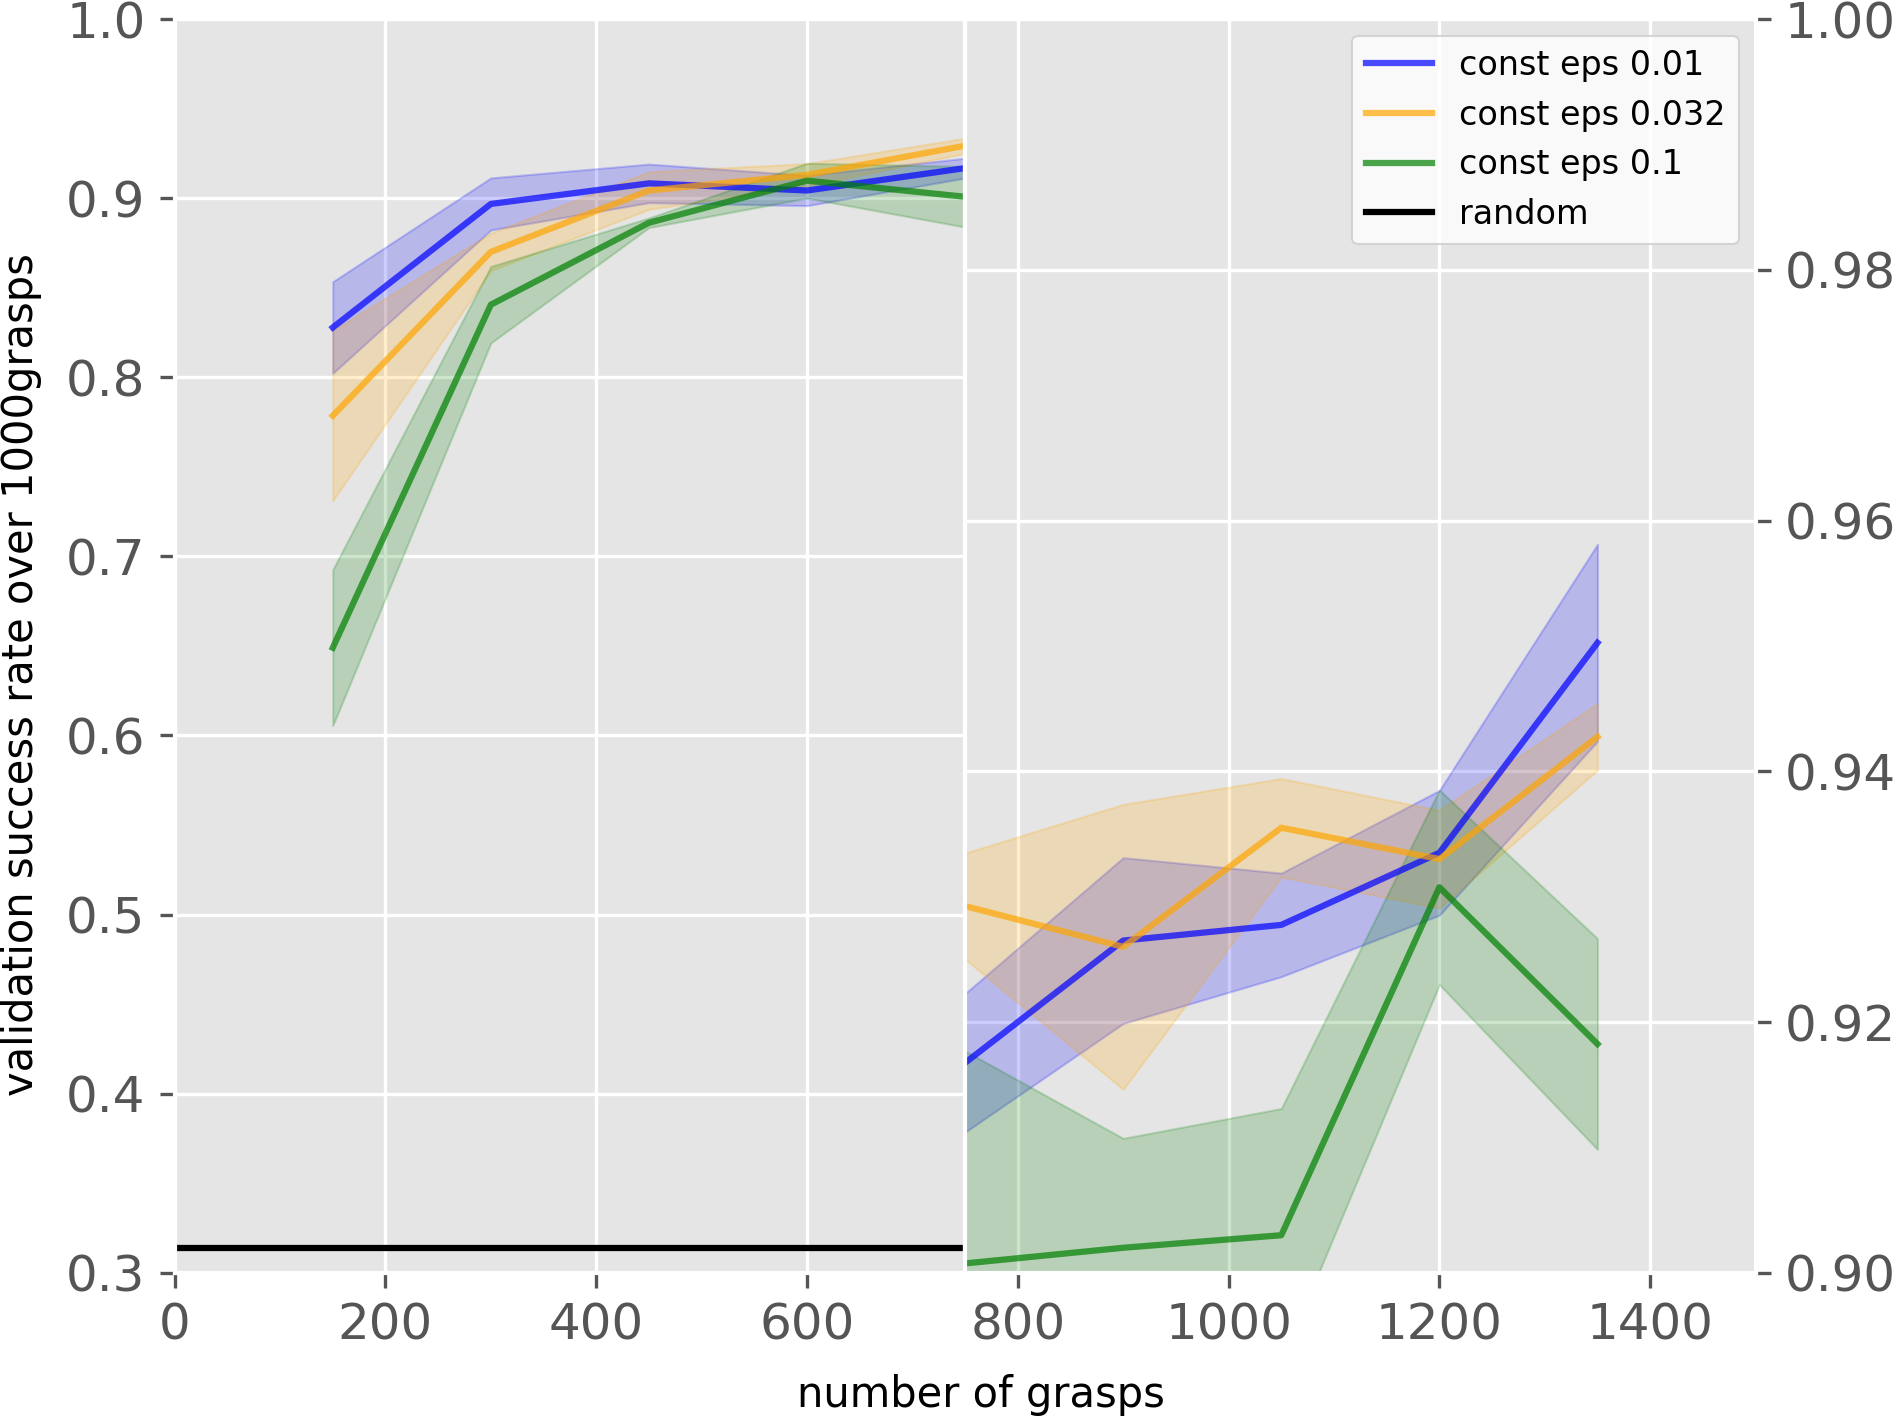 validation success rate over 1000grasps
1.0
0.9
0.8
0.7
0.6
0.5
0.4
0.3
1.00
0.98
0.96
0.94
0.92
0.90
const eps 0.01
const eps 0.032
const eps 0.1
random
0 200 400 600 800 1000 1200 1400
number of grasps